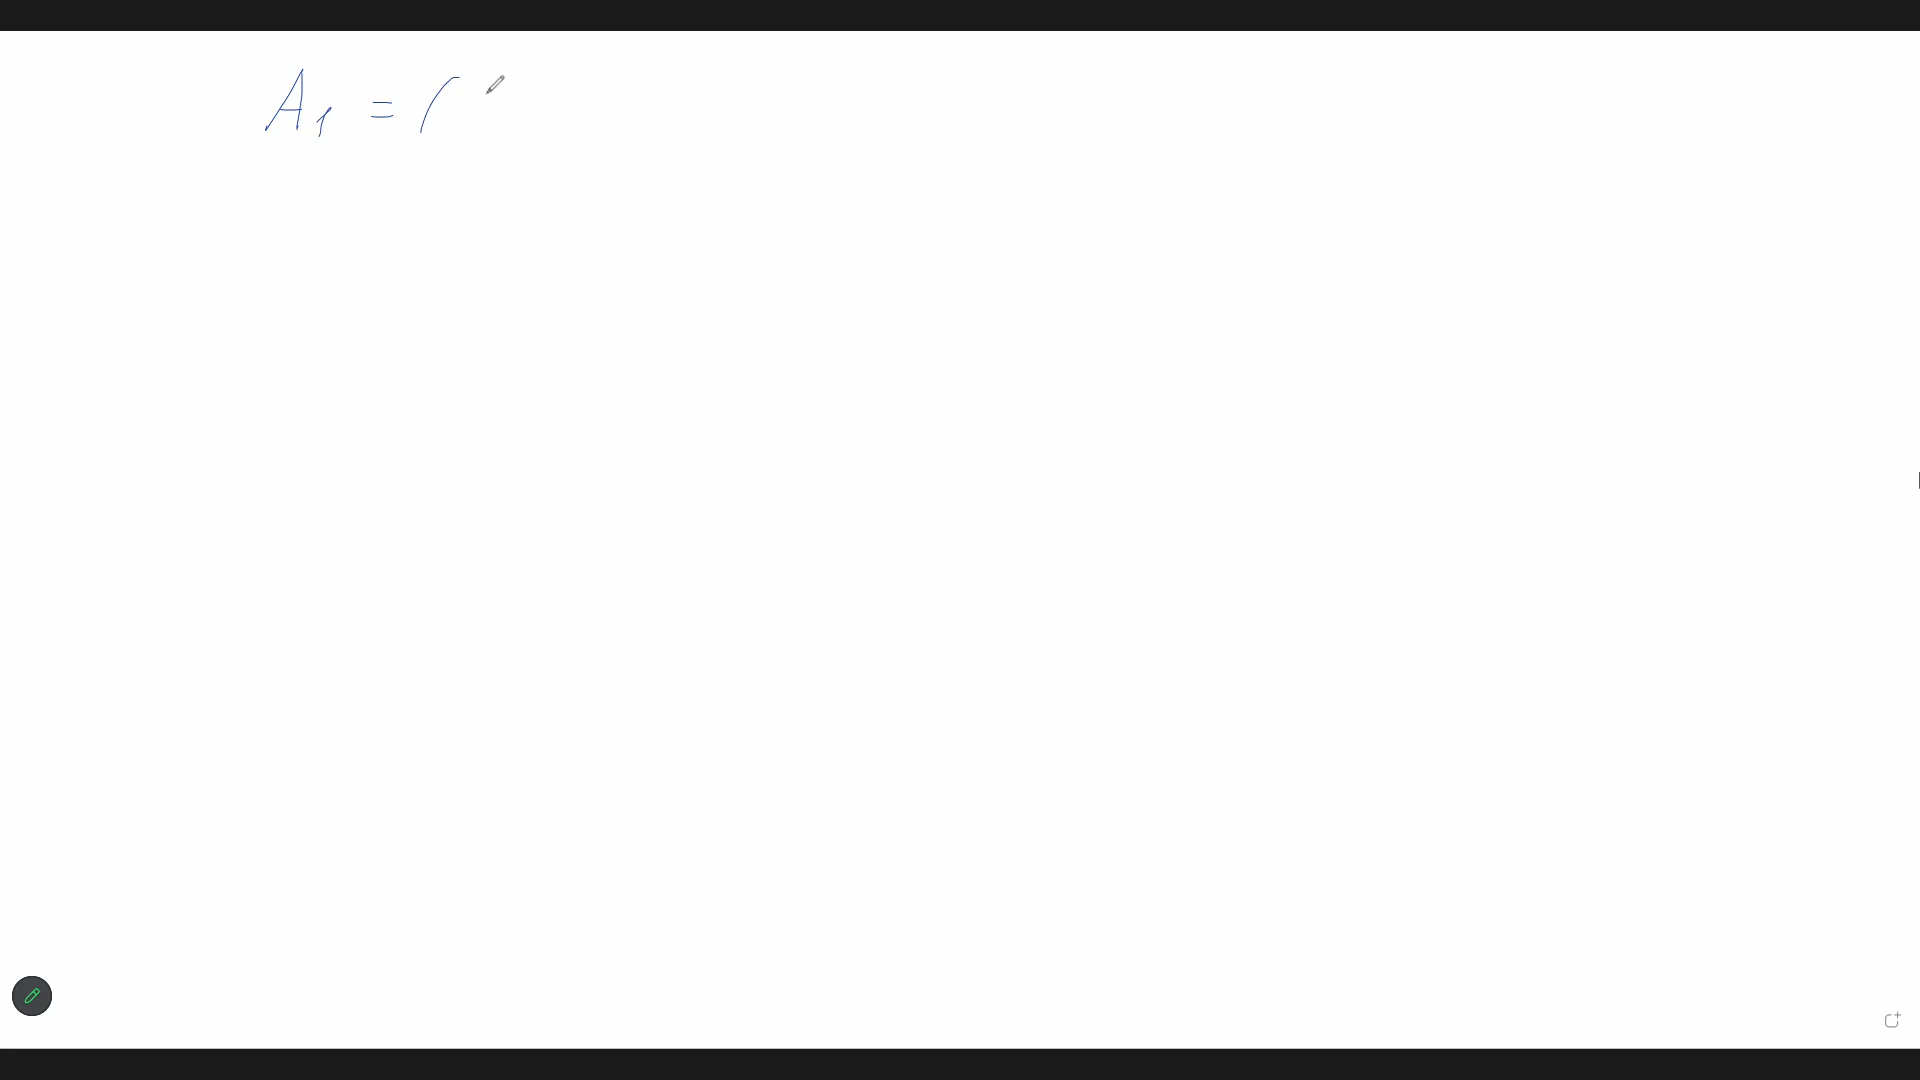 A₁ = (